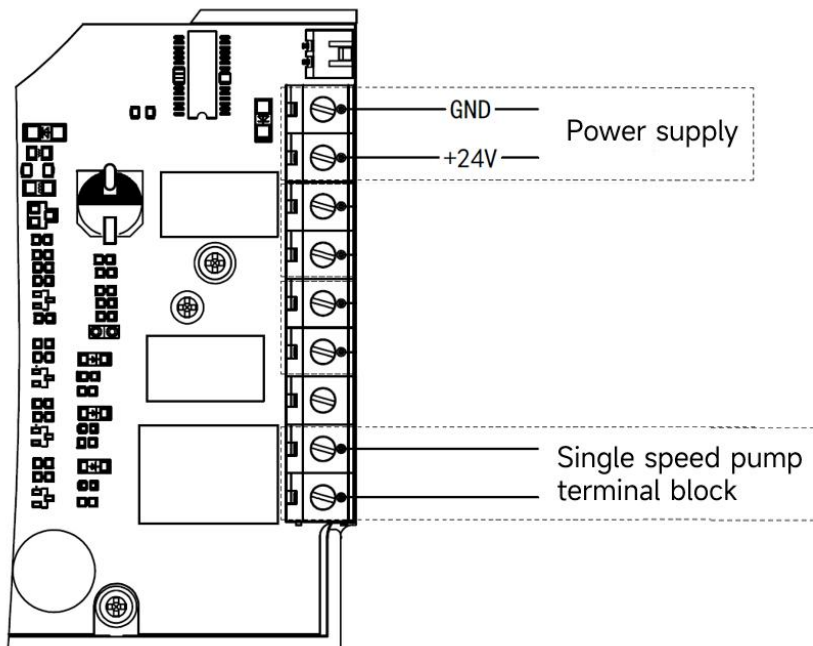 GND
Power supply
+24V
Single speed pump
terminal block